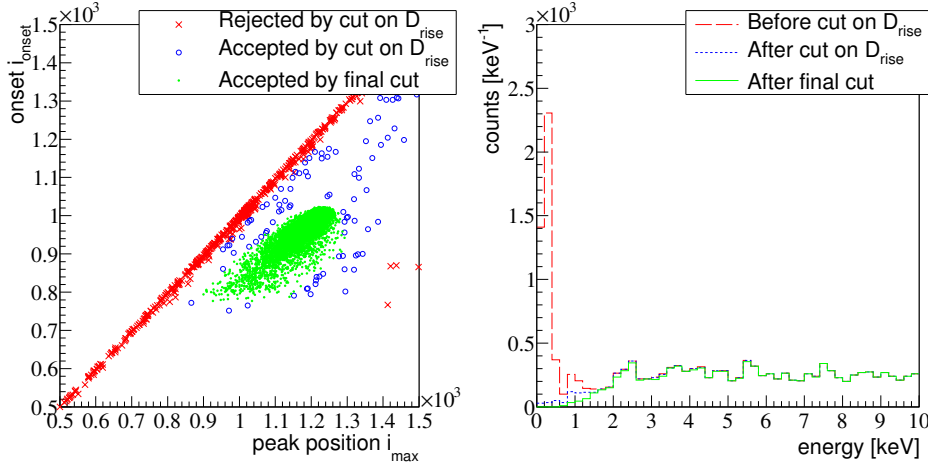 ×10³
1.5
1.4
1.3
1.2
1.1
1
0.9
0.8
0.7
0.6
0.5
onset i_onset
Rejected by cut on D_rise
Accepted by cut on D_rise
Accepted by final cut
0.5 0.6 0.7 0.8 0.9 1 1.1 1.2 1.3 1.4 1.5
×10³
peak position i_max
×10³
3
2.5
2
1.5
1
0.5
0
counts [keV⁻¹]
Before cut on D_rise
After cut on D_rise
After final cut
0 1 2 3 4 5 6 7 8 9 10
energy [keV]